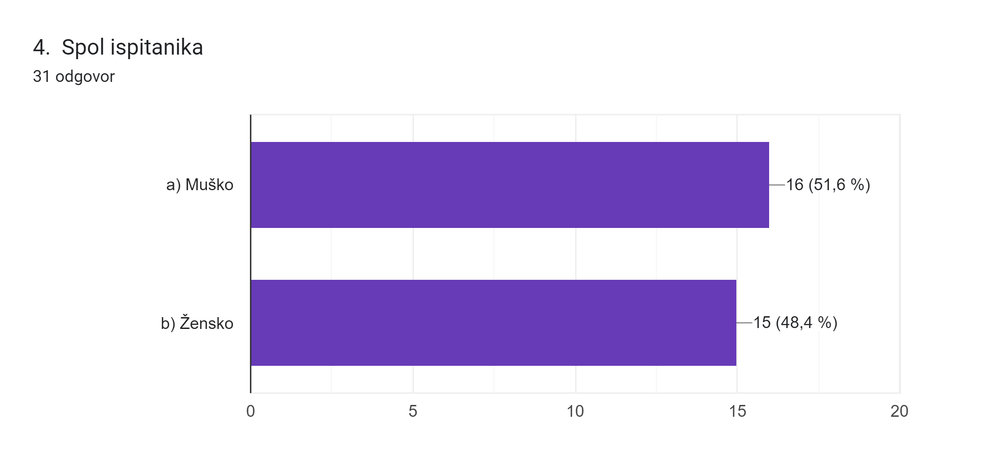 4. Spol ispitanika
31 odgovor
a) Muško
16 (51,6 %)
b) Žensko
15 (48,4 %)
0 5 10 15 20